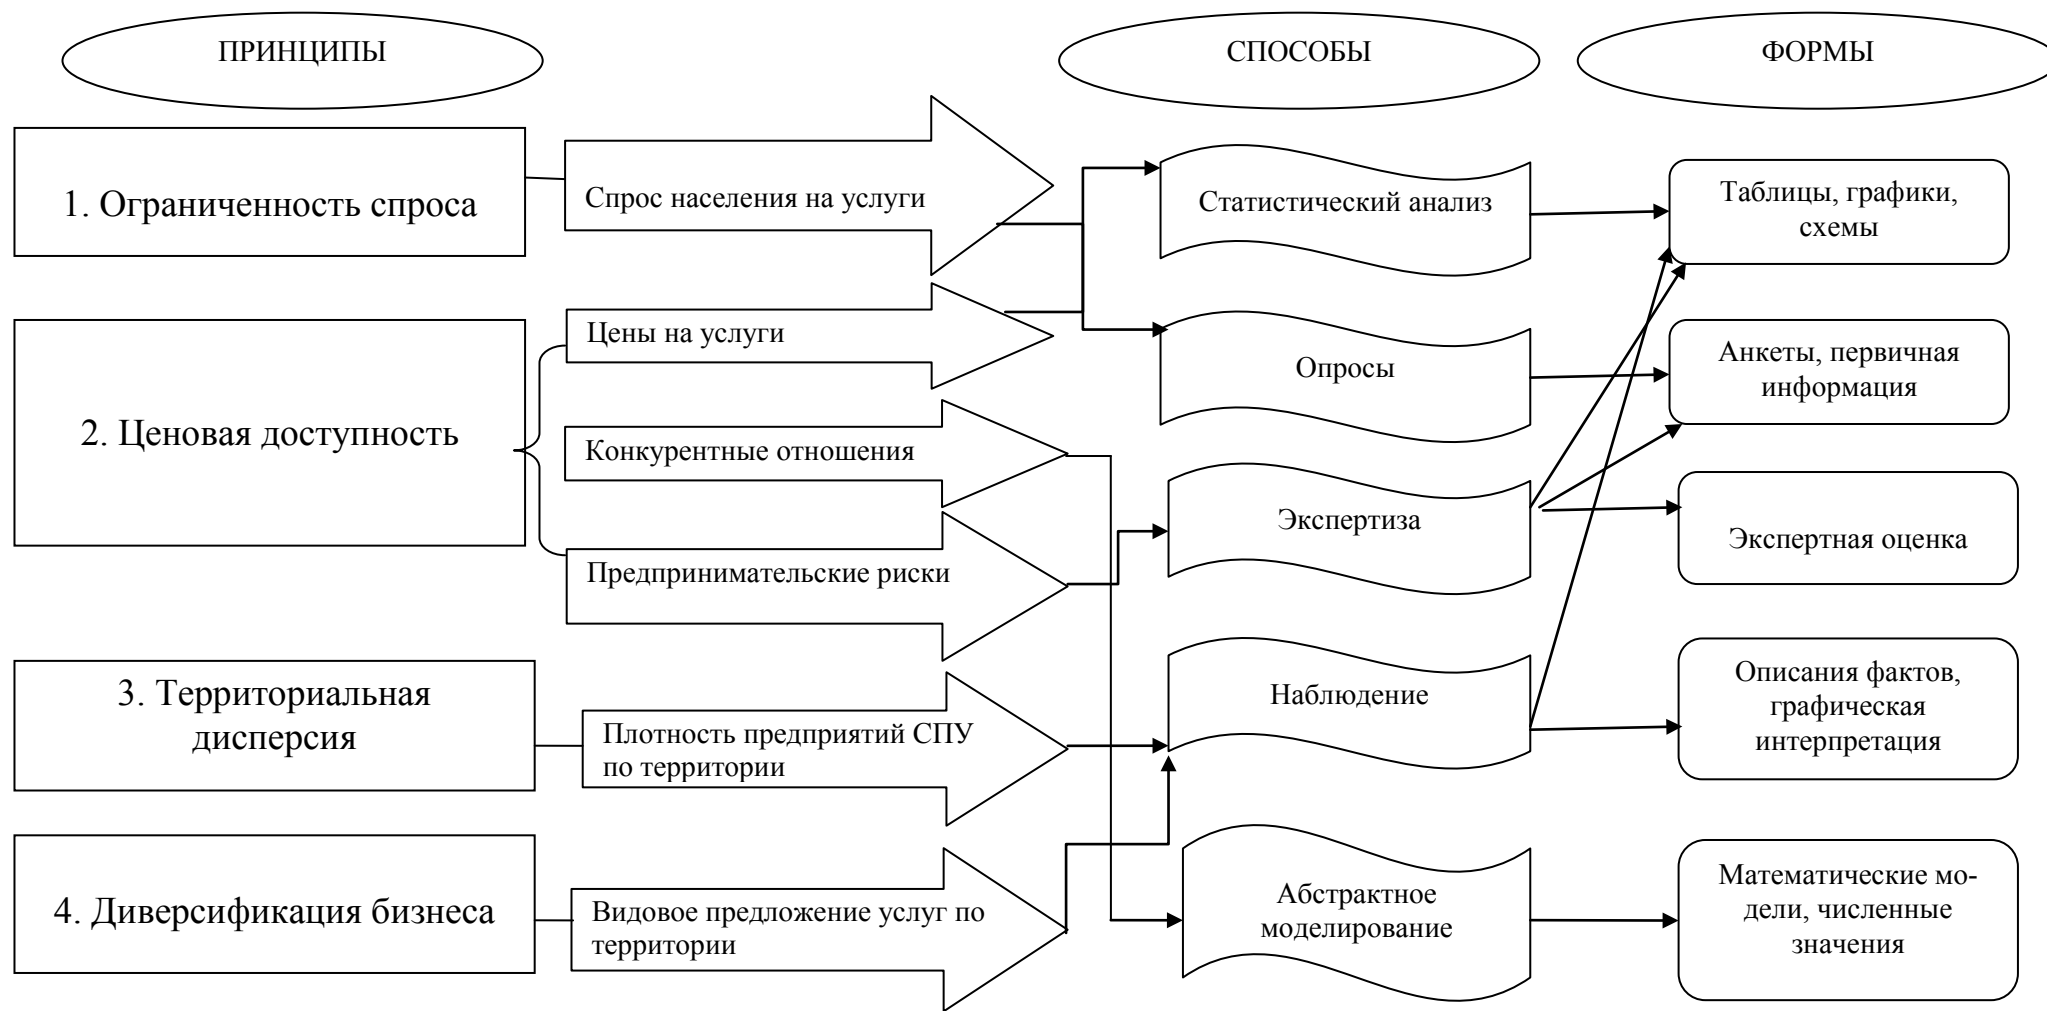 ПРИНЦИПЫ
СПОСОБЫ
ФОРМЫ
1. Ограниченность спроса
Спрос населения на услуги
Статистический анализ
Таблицы, графики,
схемы
2. Ценовая доступность
Цены на услуги
Конкурентные отношения
Предпринимательские риски
Опросы
Анкеты, первичная
информация
Экспертиза
Экспертная оценка
3. Территориальная
дисперсия
Плотность предприятий СПУ
по территории
Наблюдение
Описания фактов,
графическая
интерпретация
4. Диверсификация бизнеса
Видовое предложение услуг по
территории
Абстрактное
моделирование
Математические мо-
дели, численные
значения